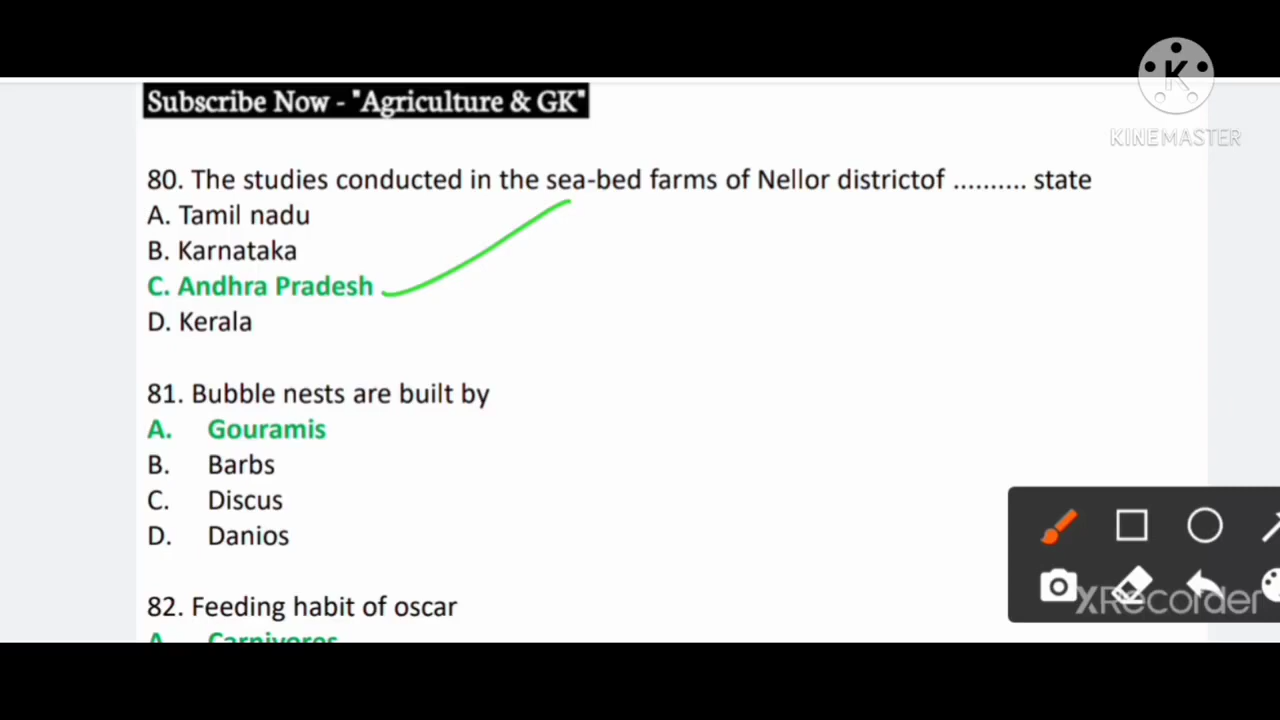 K
KINEMASTER
Subscribe Now - "Agriculture & GK"
80. The studies conducted in the sea-bed farms of Nellor districtof .......... state
A. Tamil nadu
B. Karnataka
C. Andhra Pradesh
D. Kerala
81. Bubble nests are built by
A. Gouramis
B. Barbs
C. Discus
D. Danios
82. Feeding habit of oscar
A. Carnivores
XRecorder